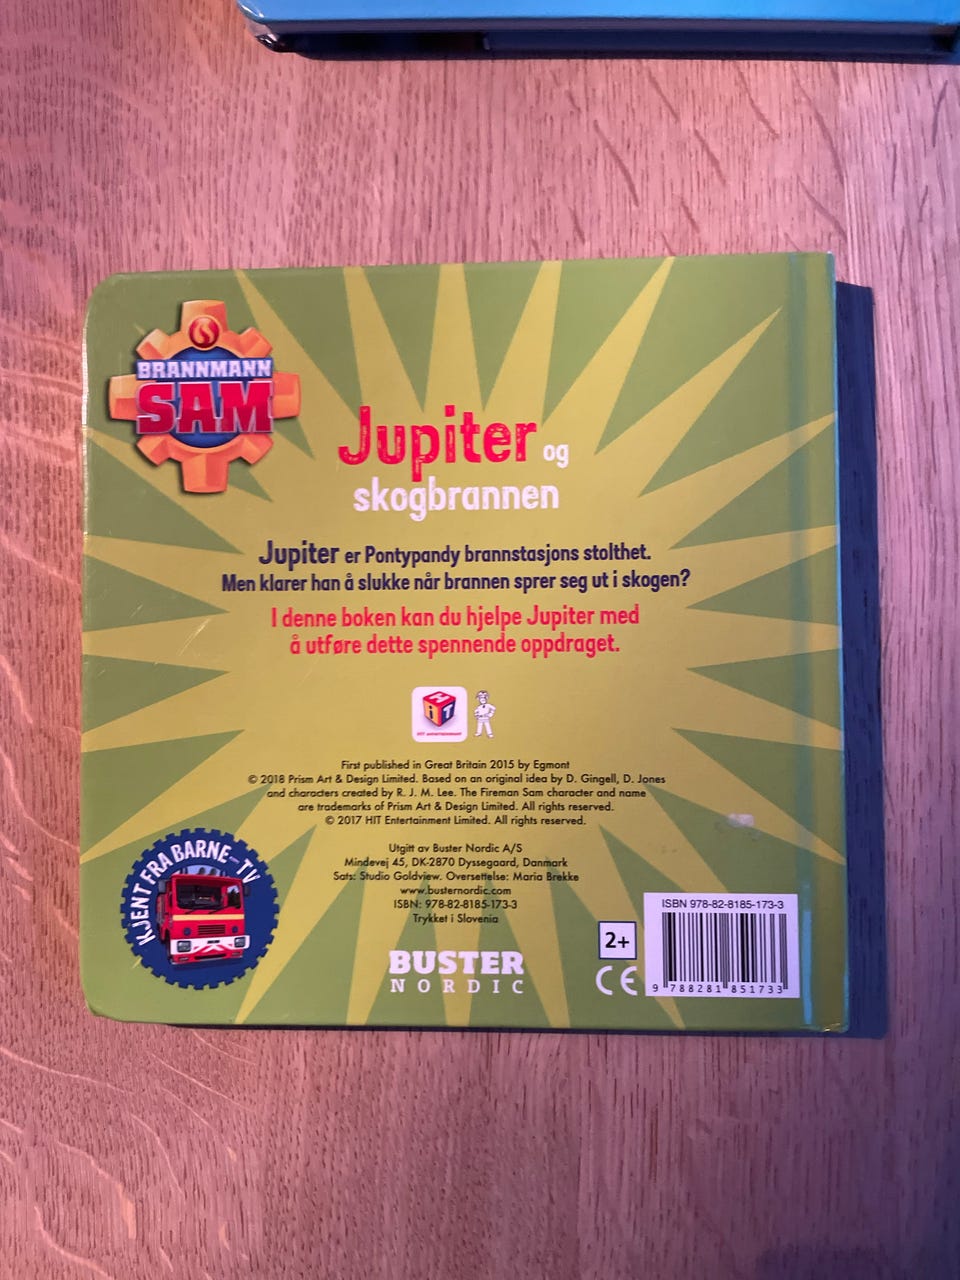 BRANNMANN
SAM
Jupiter og
skogbrannen
Jupiter er Pontypandy brannstasjons stolthet.
Men klarer han å slukke når brannen sprer seg ut i skogen?
I denne boken kan du hjelpe Jupiter med
å utføre dette spennende oppdraget.
HiT
HIT ENTERTAINMENT
First published in Great Britain 2015 by Egmont
© 2018 Prism Art & Design Limited. Based on an original idea by D. Gingell, D. Jones
and characters created by R. J. M. Lee. The Fireman Sam character and name
are trademarks of Prism Art & Design Limited. All rights reserved.
© 2017 HIT Entertainment Limited. All rights reserved.
Utgitt av Buster Nordic A/S
Mindevej 45, DK-2870 Dyssegaard, Danmark
Sats: Studio Goldview. Oversettelse: Maria Brekke
www.busternordic.com
ISBN: 978-82-8185-173-3
Trykket i Slovenia
KJENT FRA BARNE-TV
BUSTER
NORDIC
2+
CE
ISBN 978-82-8185-173-3
9 788281 851733